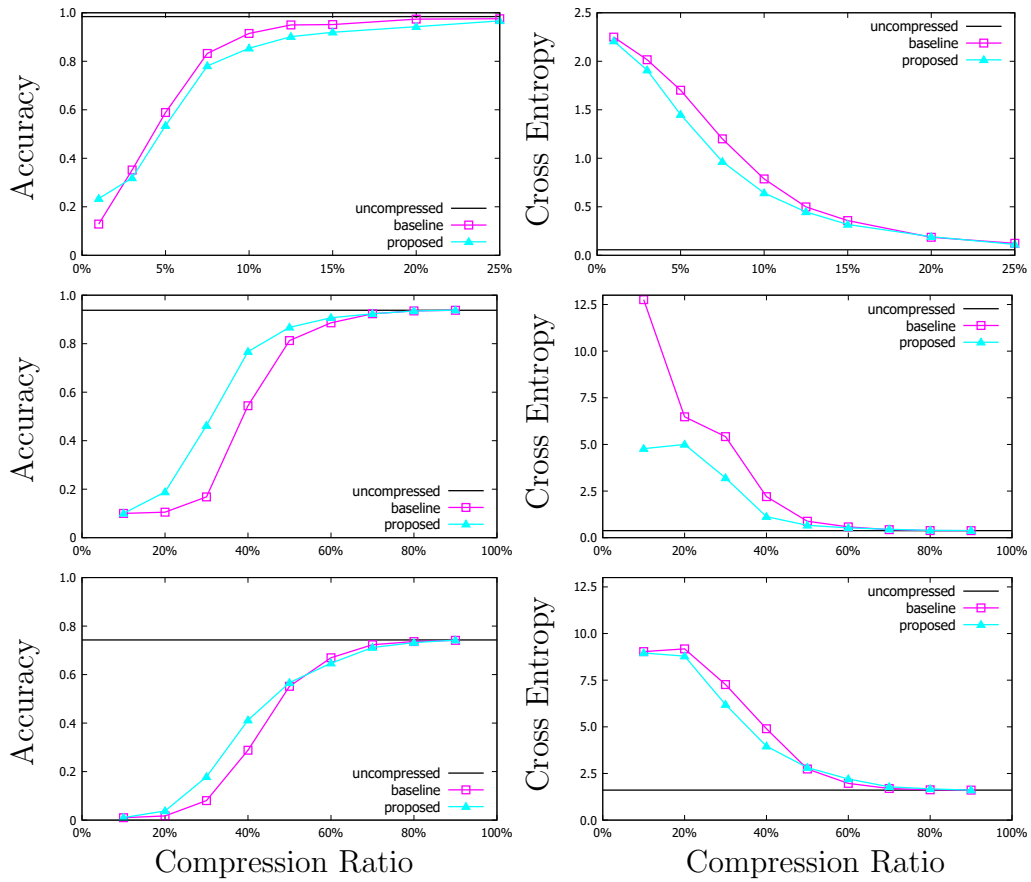 Accuracy
1.0
0.8
0.6
0.4
0.2
0
0% 5% 10% 15% 20% 25%
uncompressed
baseline
proposed
Cross Entropy
2.5
2.0
1.5
1.0
0.5
0.0
0% 5% 10% 15% 20% 25%
uncompressed
baseline
proposed
Accuracy
1.0
0.8
0.6
0.4
0.2
0
0% 20% 40% 60% 80% 100%
uncompressed
baseline
proposed
Cross Entropy
12.5
10.0
7.5
5.0
2.5
0.0
0% 20% 40% 60% 80% 100%
uncompressed
baseline
proposed
Accuracy
1.0
0.8
0.6
0.4
0.2
0
0% 20% 40% 60% 80% 100%
uncompressed
baseline
proposed
Compression Ratio
Cross Entropy
12.5
10.0
7.5
5.0
2.5
0.0
0% 20% 40% 60% 80% 100%
uncompressed
baseline
proposed
Compression Ratio